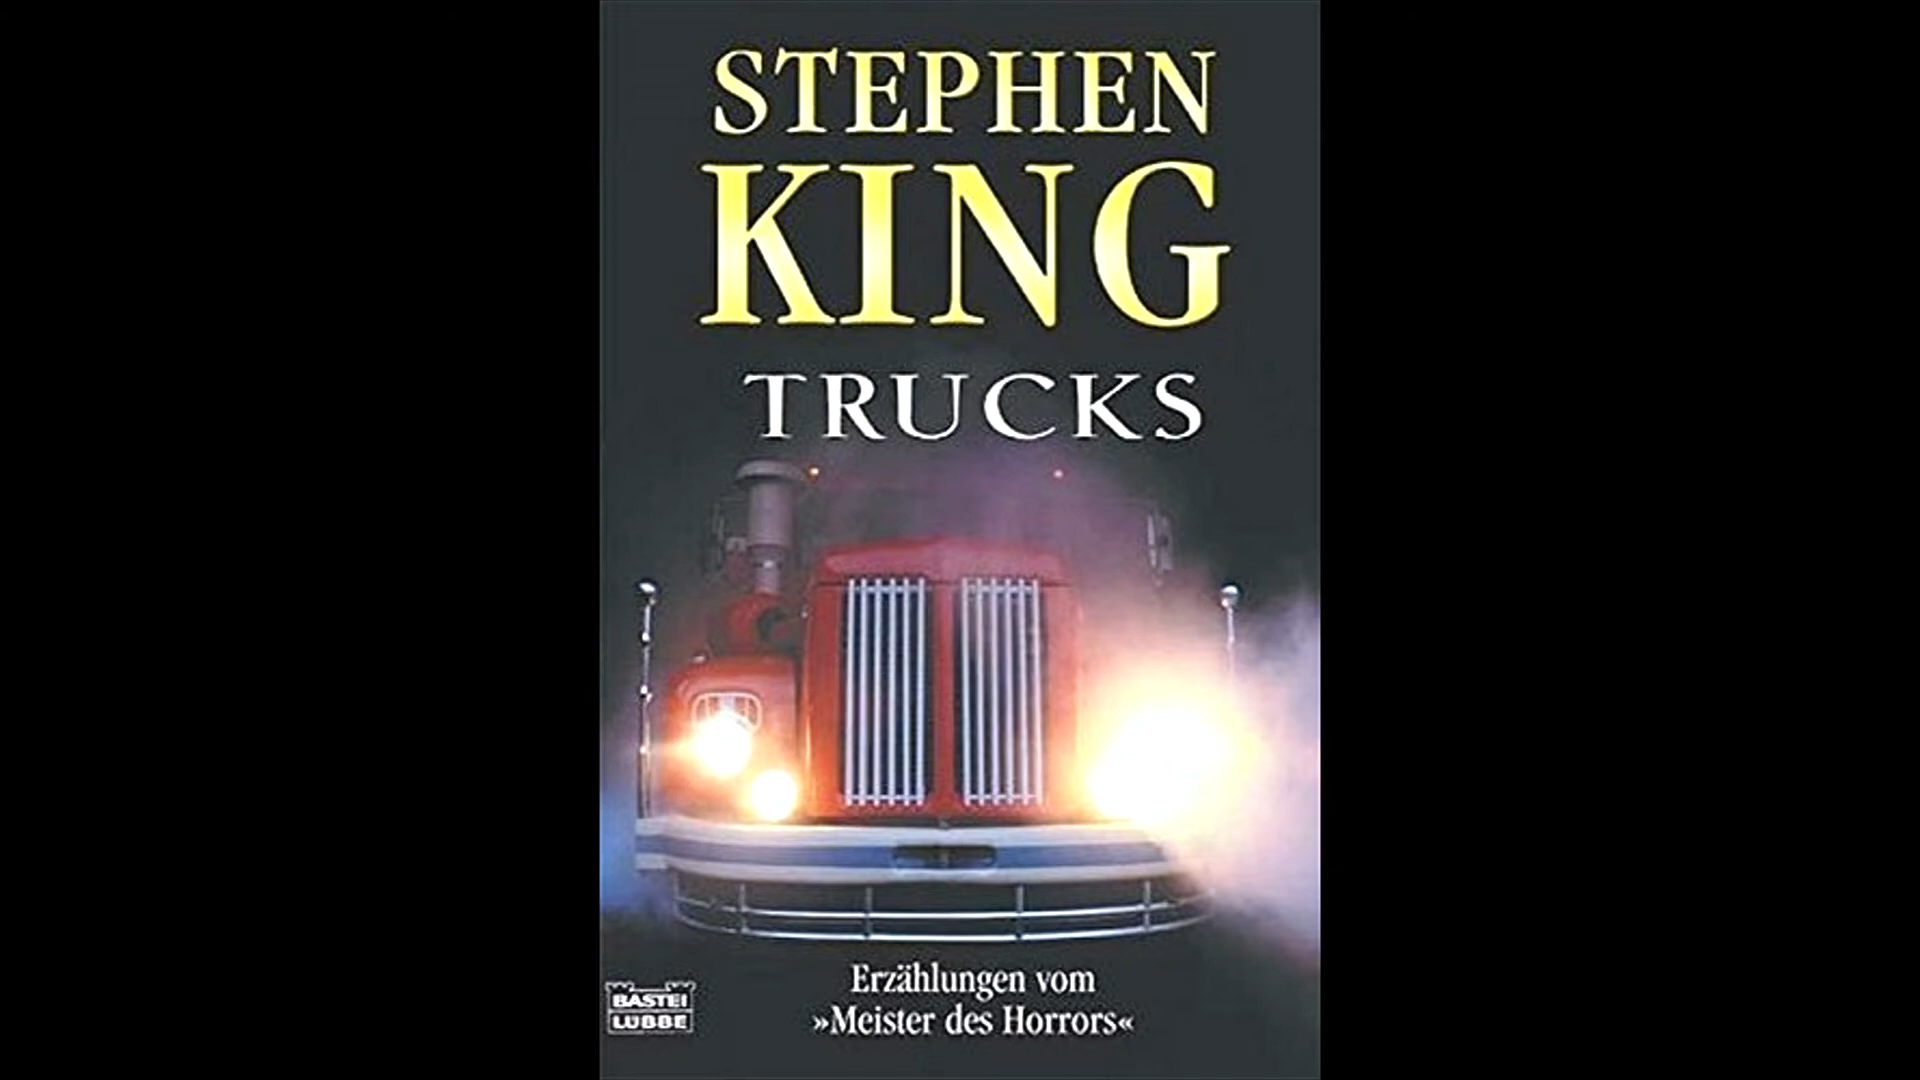 STEPHEN
KING
TRUCKS
Erzählungen vom
»Meister des Horrors«
BASTEI
LÜBBE